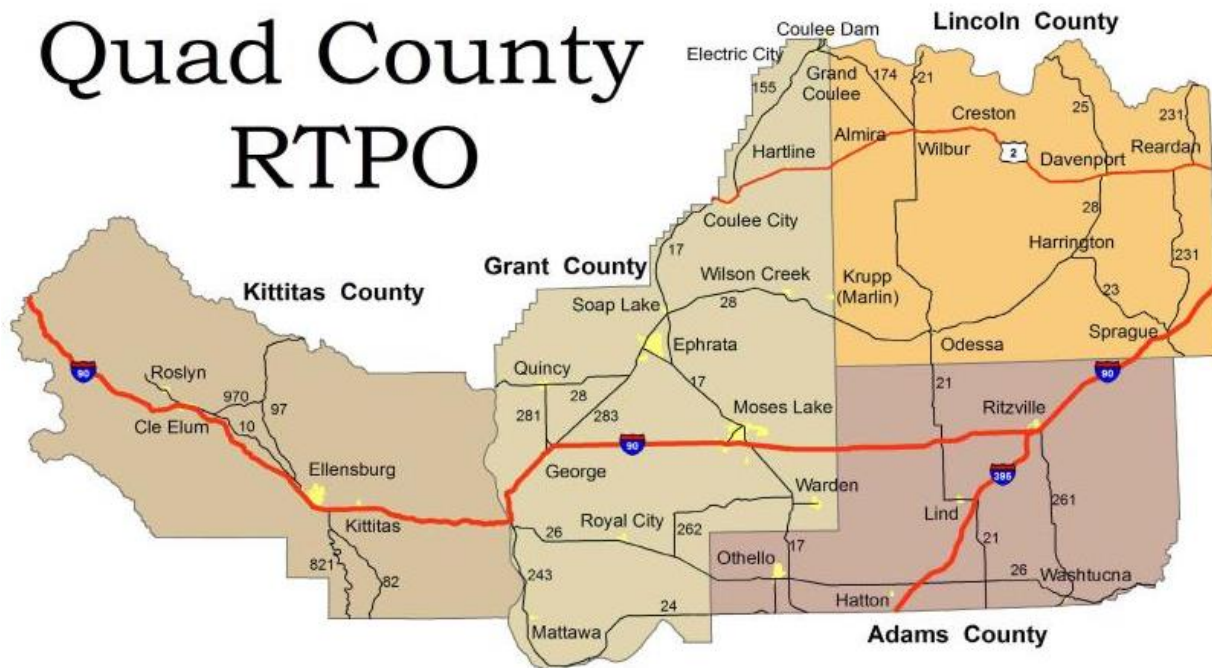 Quad County
RTPO
Lincoln County
Coulee Dam
Electric City
155
Grand
Coulee
174
21
25
231
Creston
Almira
Hartline
Wilbur
2
Davenport
Reardan
Coulee City
28
Harrington
17
Grant County
Wilson Creek
Krupp
(Marlin)
231
Kittitas County
Soap Lake
28
23
Sprague
Ephrata
Odessa
90
Roslyn
Quincy
17
21
90
970
97
28
281
283
Moses Lake
Ritzville
Cle Elum
10
90
George
395
Ellensburg
Warden
Lind
261
Kittitas
Royal City
26
262
821
82
17
21
Othello
243
26
Washtucna
24
Hatton
Mattawa
Adams County